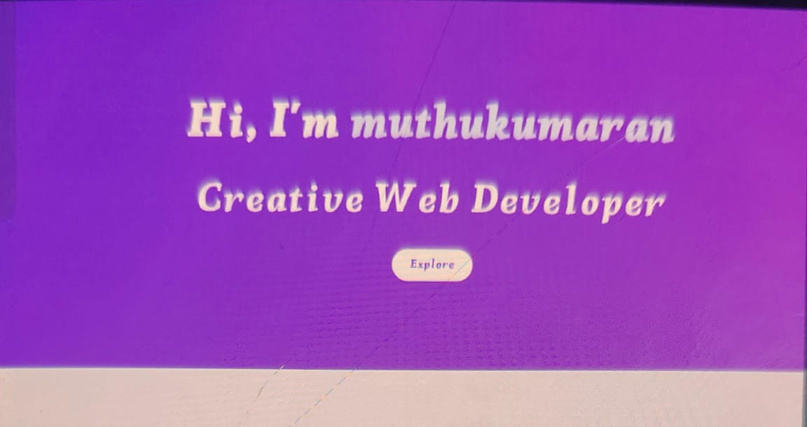 Hi, I'm muthukumaran
Creative Web Developer
Explore